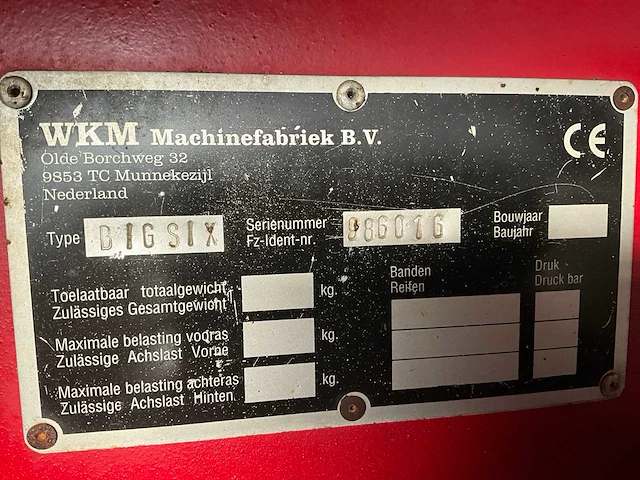 WKM Machinefabriek B.V.
Olde Borchweg 32
9853 TC Munnekezijl
Nederland
CE
Type BIGSIX
Serienummer
Fz-Ident-nr. 986016
Bouwjaar
Baujahr
Toelaatbaar totaalgewicht
Zulässiges Gesamtgewicht kg.
Maximale belasting vooras
Zulässige Achslast Vorne kg.
Maximale belasting achteras
Zulässige Achslast Hinten kg.
Banden
Reifen
Druk
Druck bar